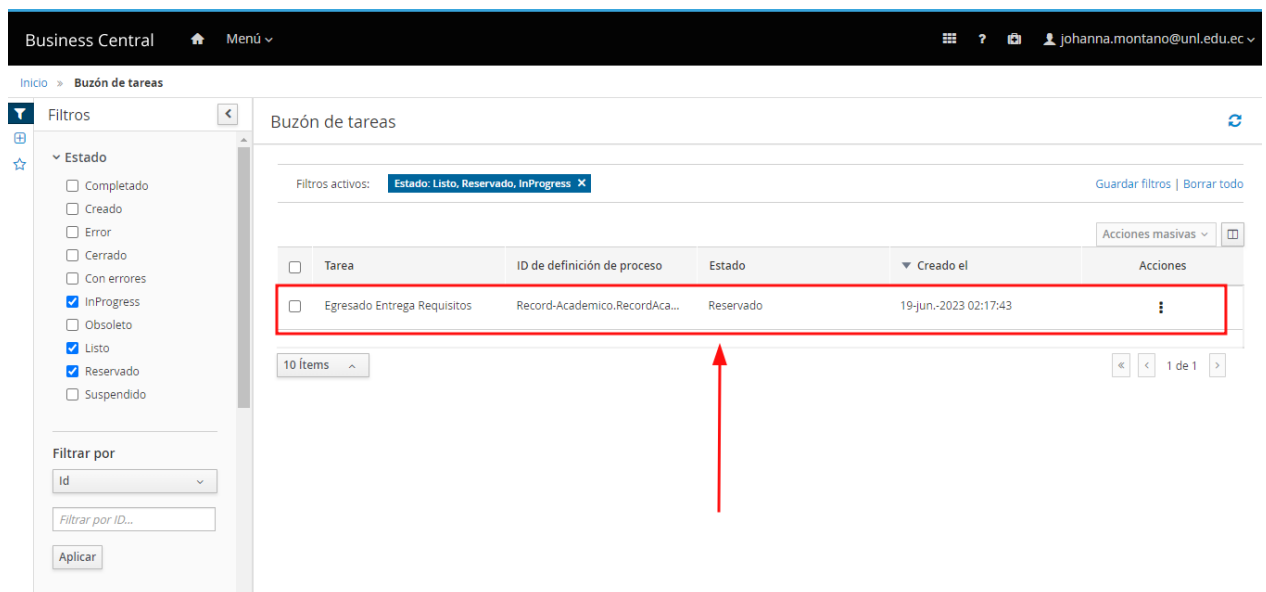 Business Central Menú ? johanna.montano@unl.edu.ec
Inicio » Buzón de tareas
Filtros
Buzón de tareas
Estado
Completado
Creado
Error
Cerrado
Con errores
InProgress
Obsoleto
Listo
Reservado
Suspendido
Filtrar por
Id
Filtrar por ID...
Aplicar
Filtros activos: Estado: Listo, Reservado, InProgress X Guardar filtros | Borrar todo
Acciones masivas
Tarea ID de definición de proceso Estado Creado el Acciones
Egresado Entrega Requisitos Record-Academico.RecordAca... Reservado 19-jun.-2023 02:17:43
10 Ítems « < 1 de 1 >